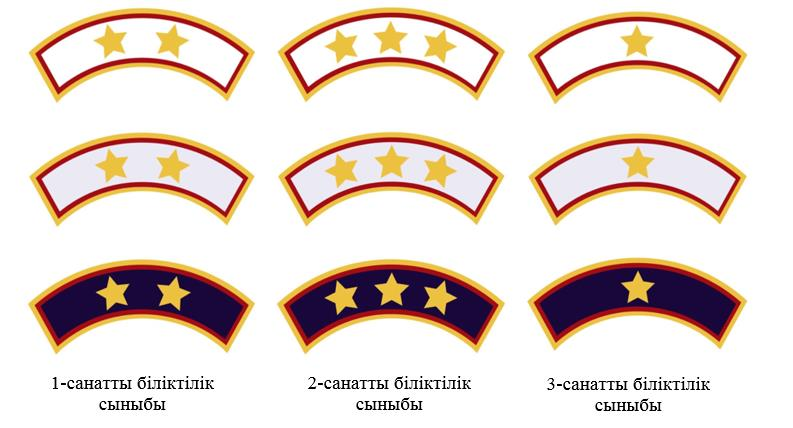 1-санатты біліктілік
сыныбы
2-санатты біліктілік
сыныбы
3-санатты біліктілік
сыныбы